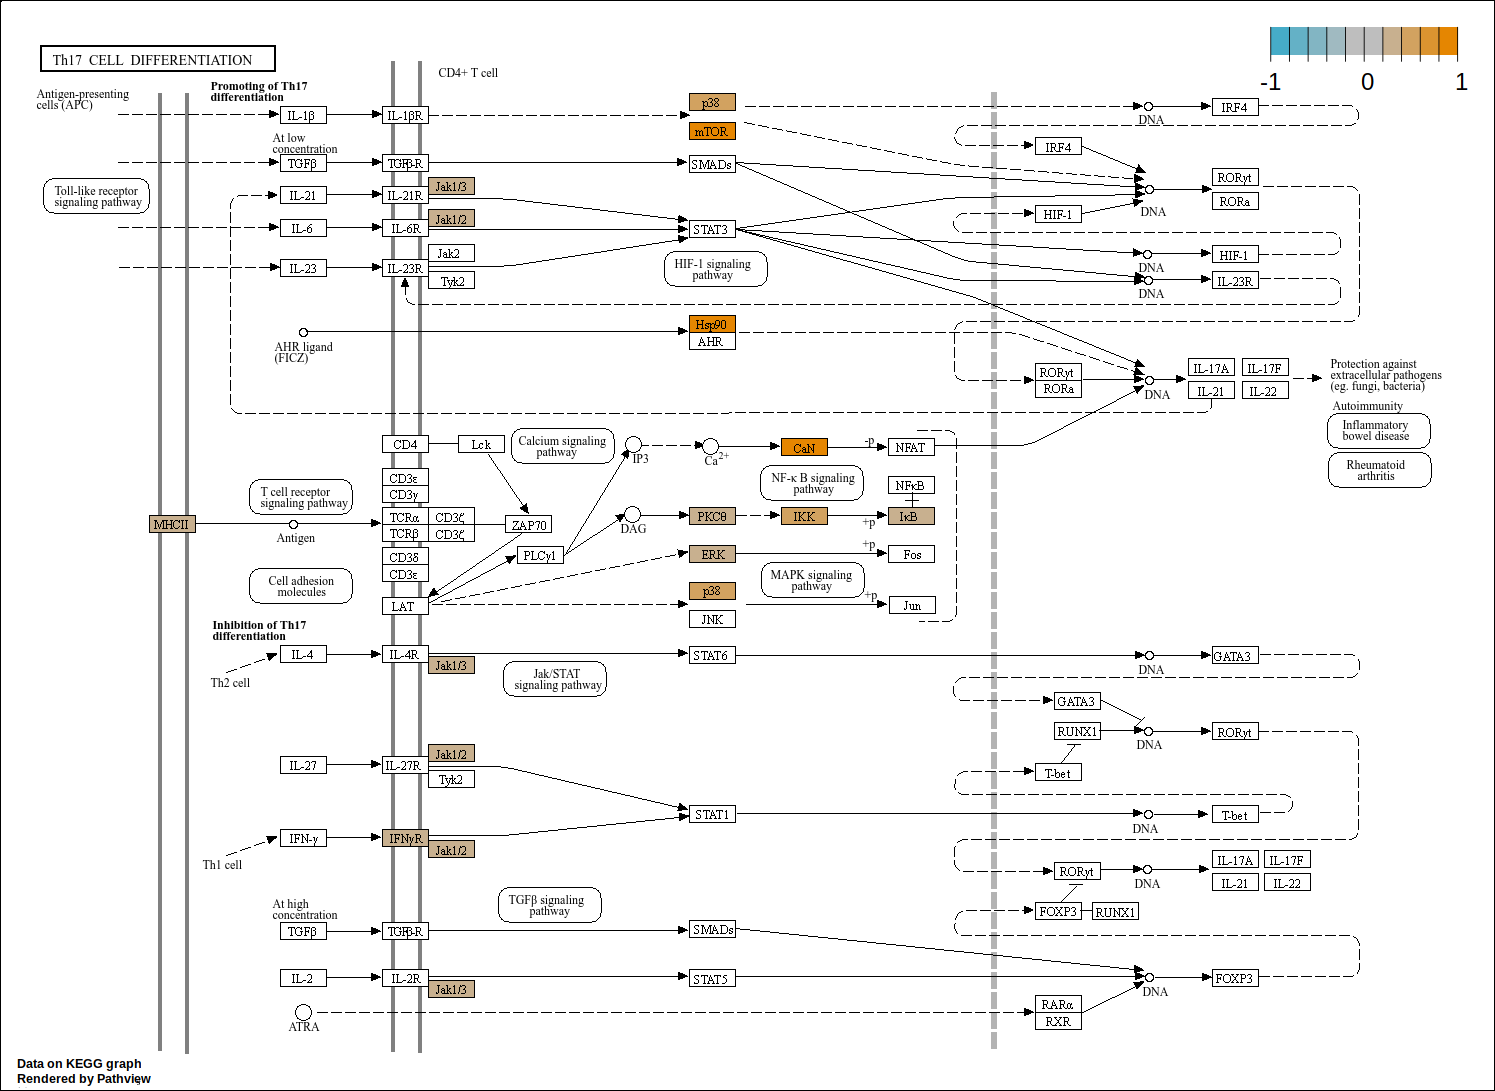 -1
0
1
Th17 CELL DIFFERENTIATION
CD4+ T cell
Antigen-presenting
cells (APC)
Promoting of Th17
differentiation
IL-1β
IL-1βR
p38
mTOR
DNA
IRF4
IRF4
At low
concentration
TGFβ
TGFβ-R
SMADs
Toll-like receptor
signaling pathway
IL-21
IL-21R
Jak1/3
IL-6
IL-6R
Jak1/2
STAT3
IL-23
IL-23R
Jak2
Tyk2
HIF-1 signaling
pathway
HIF-1
DNA
RORγt
RORa
DNA
HIF-1
DNA
IL-23R
AHR ligand
(FICZ)
Hsp90
AHR
RORγt
RORa
DNA
IL-17A
IL-17F
IL-21
IL-22
Protection against
extracellular pathogens
(eg. fungi, bacteria)
Autoimmunity
Inflammatory
bowel disease
Rheumatoid
arthritis
CD4
Lck
Calcium signaling
pathway
IP3
Ca2+
CaN
-p
NFAT
CD3ε
CD3γ
T cell receptor
signaling pathway
NF-κ B signaling
pathway
NFκB
MHCII
Antigen
TCRα
CD3ζ
TCRβ
CD3ζ
ZAP70
DAG
PKCθ
IKK
+p
IκB
CD3δ
CD3ε
PLCγ1
ERK
+p
Fos
Cell adhesion
molecules
LAT
p38
JNK
MAPK signaling
pathway
+p
Jun
Inhibition of Th17
differentiation
IL-4
IL-4R
Jak1/3
Th2 cell
Jak/STAT
signaling pathway
STAT6
DNA
GATA3
GATA3
RUNX1
DNA
RORγt
T-bet
IL-27
IL-27R
Jak1/2
Tyk2
STAT1
DNA
T-bet
IFN-γ
IFNγR
Jak1/2
Th1 cell
RORγt
DNA
IL-17A
IL-17F
IL-21
IL-22
FOXP3
RUNX1
At high
concentration
TGFβ
TGFβ-R
TGFβ signaling
pathway
SMADs
IL-2
IL-2R
Jak1/3
STAT5
DNA
FOXP3
ATRA
RARα
RXR
Data on KEGG graph
Rendered by Pathview